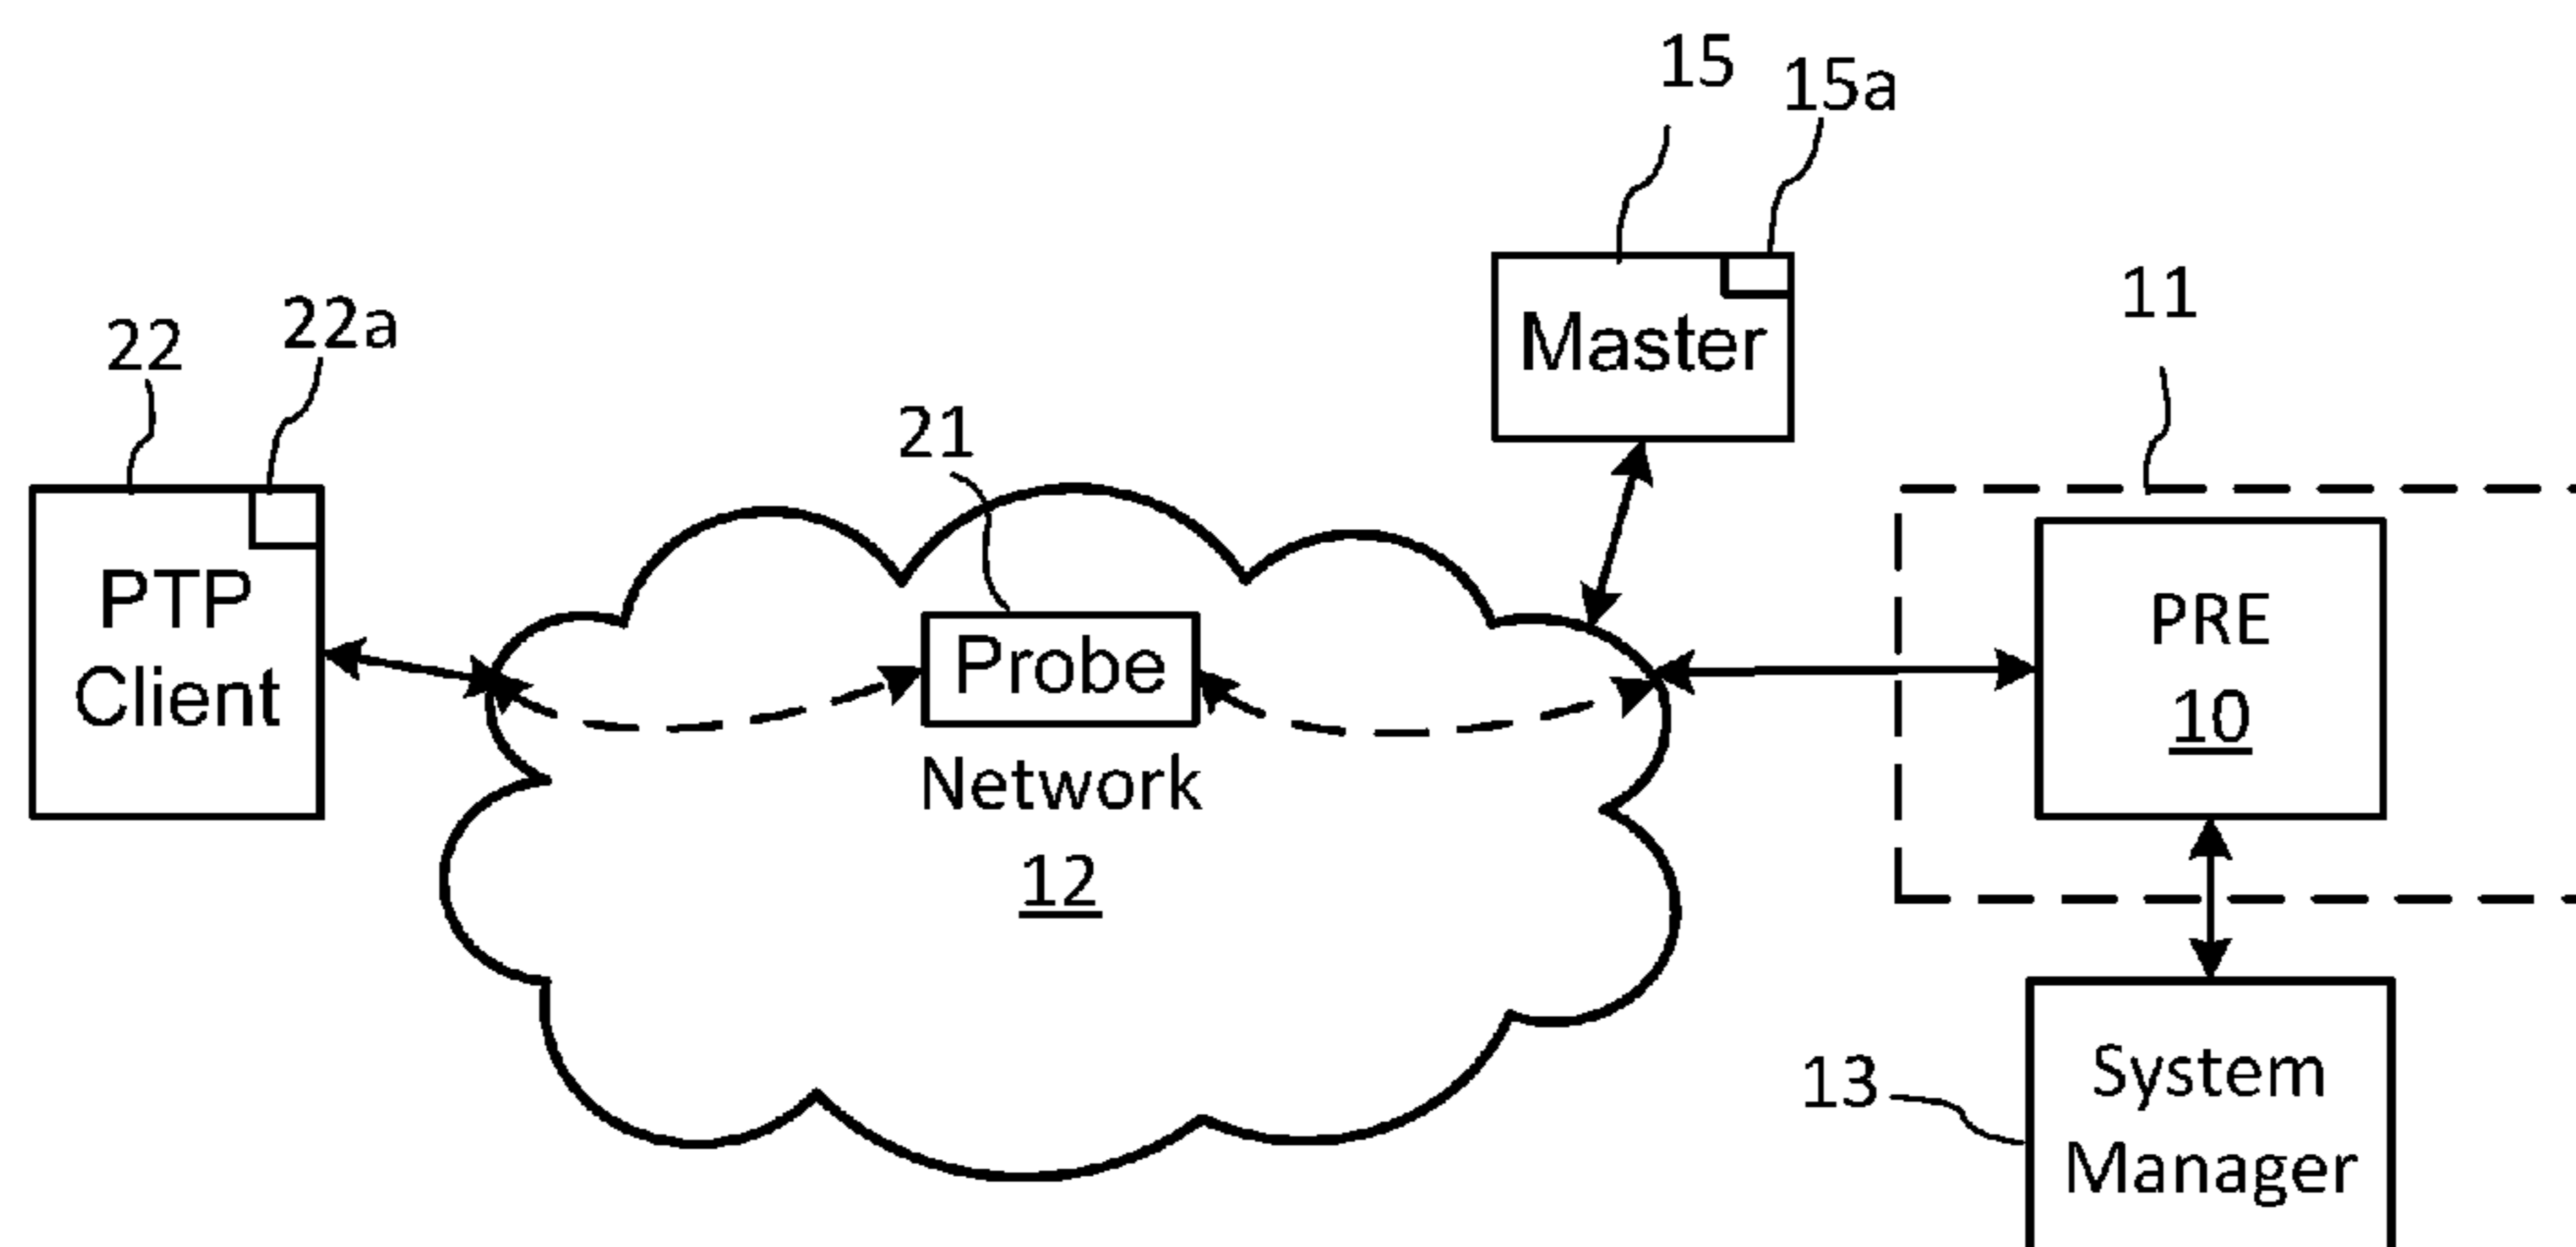 15
15a
11
22
22a
Master
21
PTP
Client
Probe
PRE
10
Network
12
13
System
Manager